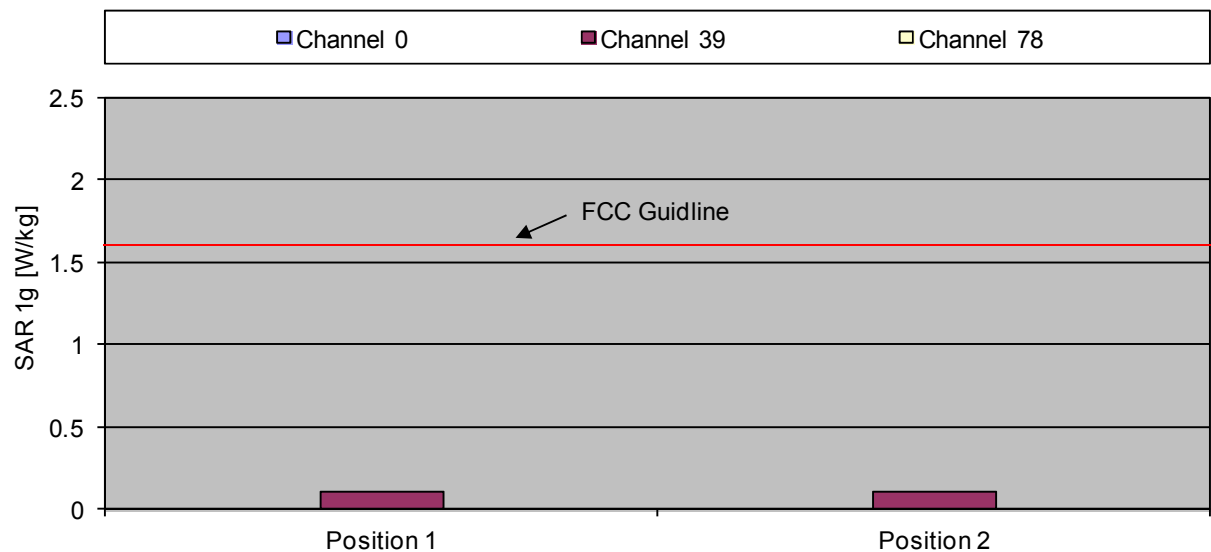 Channel 0 Channel 39 Channel 78
2.5
2
FCC Guidline
1.5
1
0.5
0
SAR 1g [W/kg]
Position 1 Position 2